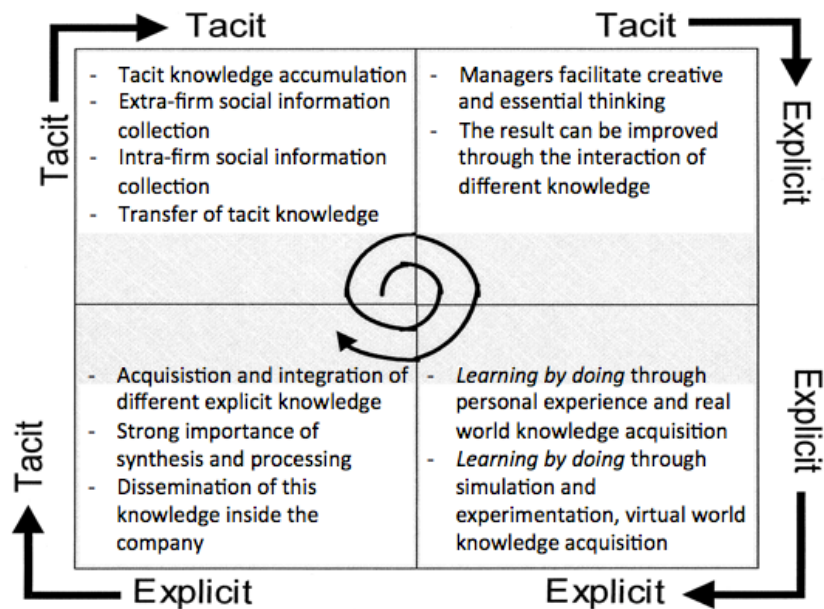 Tacit
Tacit
Tacit
Explicit
- Tacit knowledge accumulation
- Extra-firm social information
collection
- Intra-firm social information
collection
- Transfer of tacit knowledge
- Managers facilitate creative
and essential thinking
- The result can be improved
through the interaction of
different knowledge
- Acquisistion and integration of
different explicit knowledge
- Strong importance of
synthesis and processing
- Dissemination of this
knowledge inside the
company
- Learning by doing through
personal experience and real
world knowledge acquisition
- Learning by doing through
simulation and
experimentation, virtual world
knowledge acquisition
Tacit
Explicit
Explicit
Explicit